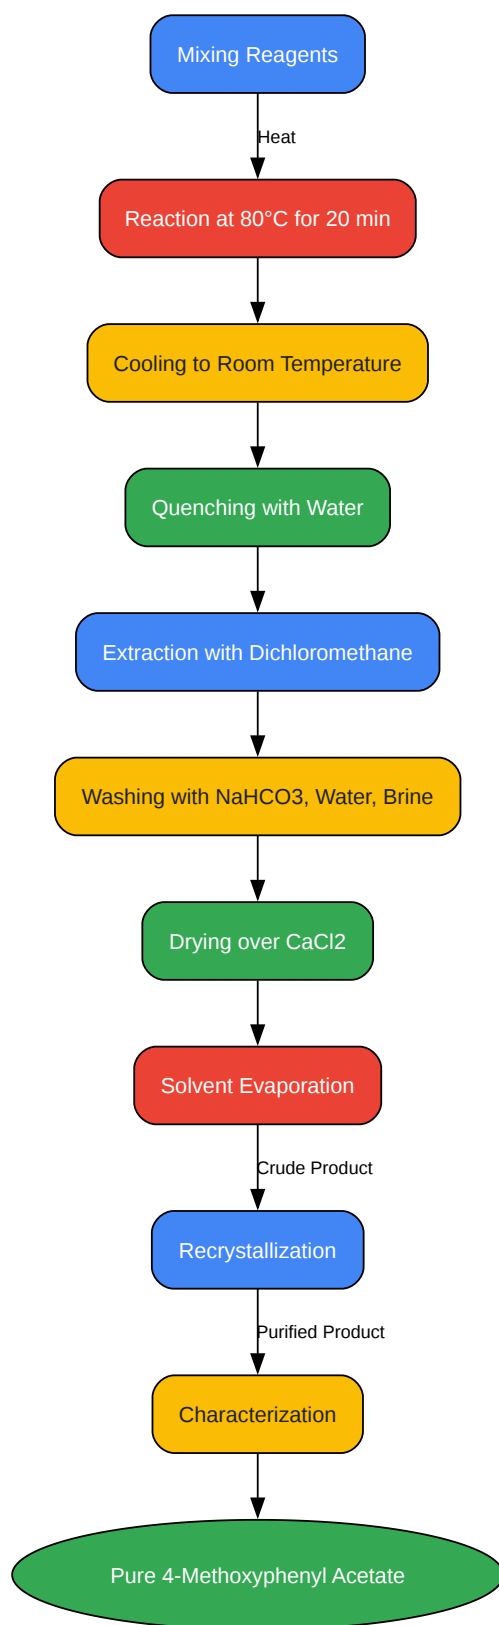 Mixing Reagents
Heat
Reaction at 80°C for 20 min
Cooling to Room Temperature
Quenching with Water
Extraction with Dichloromethane
Washing with NaHCO3, Water, Brine
Drying over CaCl2
Solvent Evaporation
Crude Product
Recrystallization
Purified Product
Characterization
Pure 4-Methoxyphenyl Acetate